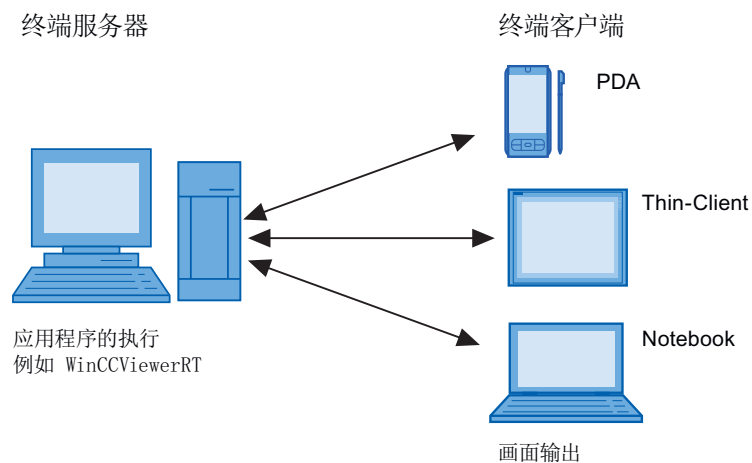 终端服务器
终端客户端
PDA
Thin-Client
Notebook
应用程序的执行
例如 WinCCViewerRT
画面输出